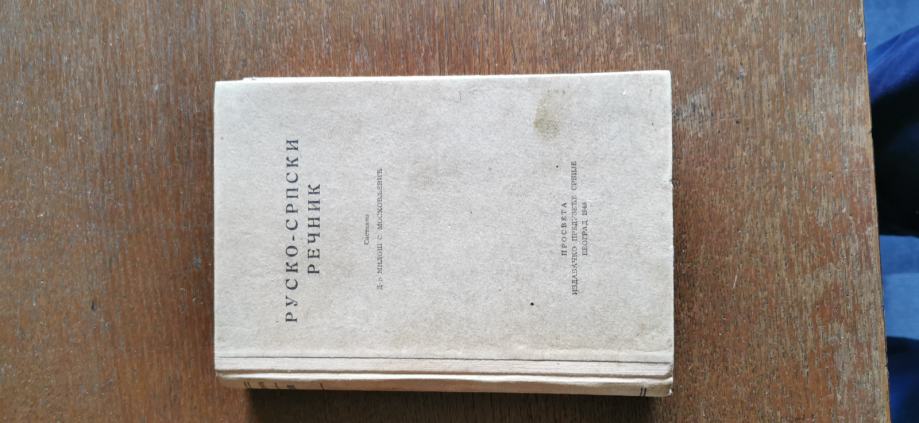 РУСКО-СРПСКИ
РЕЧНИК
Саставио
Д-р МИЛОШ С. МОСКОВЉЕВИЋ
ПРОСВЕТА
ИЗДАВАЧКО ПРЕДУЗЕЋЕ СРБИЈЕ
БЕОГРАД